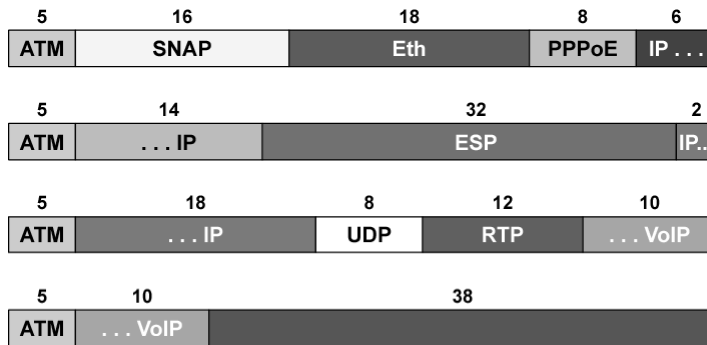 5 16 18 8 6
ATM SNAP Eth PPPoE IP . . .
5 14 32 2
ATM . . . IP ESP IP..
5 18 8 12 10
ATM . . . IP UDP RTP . . . VoIP
5 10 38
ATM . . . VoIP